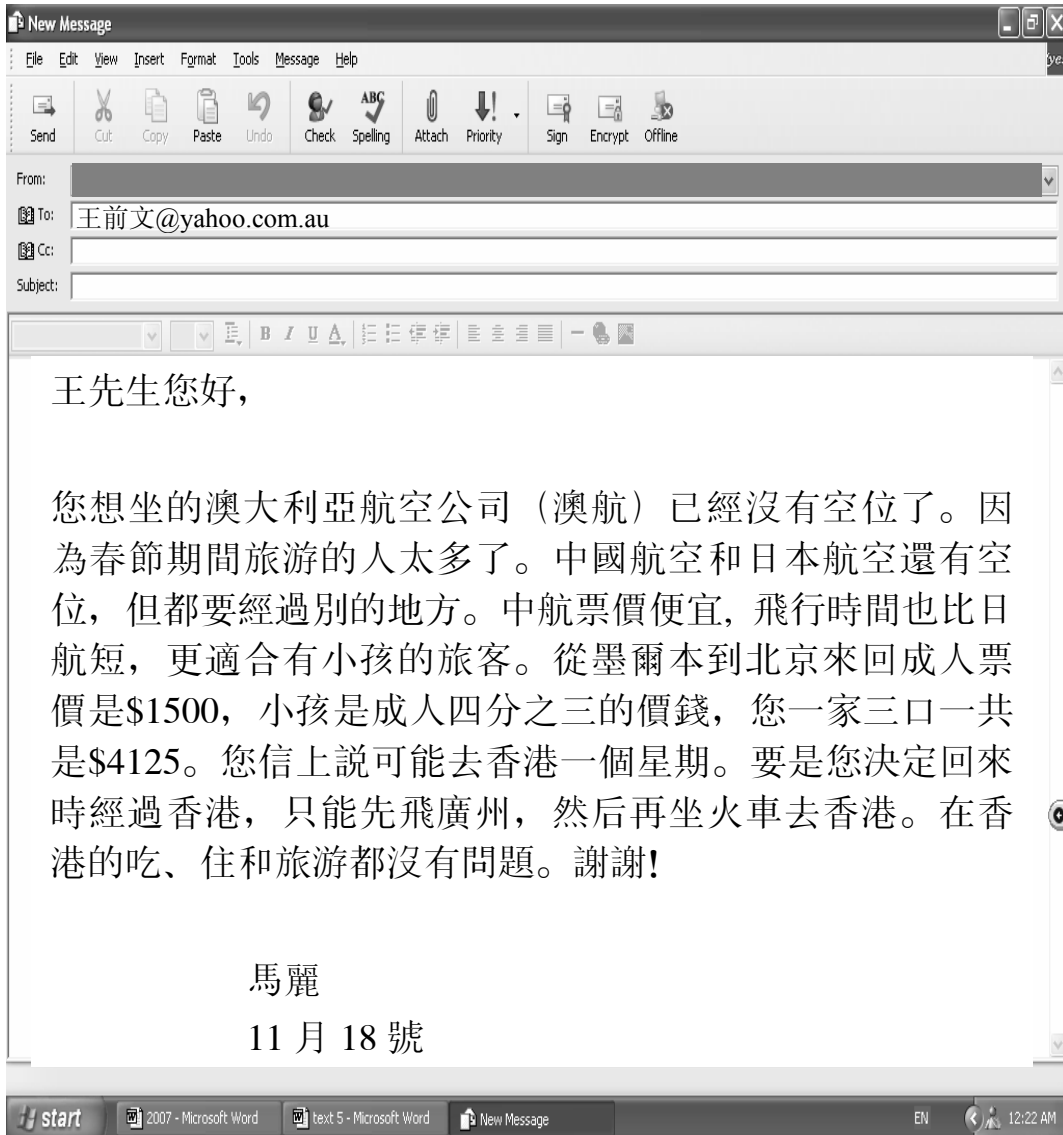 New Message
File Edit View Insert Format Tools Message Help
Send Cut Copy Paste Undo Check Spelling Attach Priority Sign Encrypt Offline
From:
To: 王前文@yahoo.com.au
Cc:
Subject:
B I U A
王先生您好，
您想坐的澳大利亞航空公司（澳航）已經沒有空位了。因
為春節期間旅游的人太多了。中國航空和日本航空還有空
位，但都要經過別的地方。中航票價便宜, 飛行時間也比日
航短，更適合有小孩的旅客。從墨爾本到北京來回成人票
價是$1500，小孩是成人四分之三的價錢，您一家三口一共
是$4125。您信上説可能去香港一個星期。要是您決定回來
時經過香港，只能先飛廣州，然后再坐火車去香港。在香
港的吃、住和旅游都沒有問題。謝謝!
馬麗
11 月 18 號
start 2007 - Microsoft Word text 5 - Microsoft Word New Message EN 12:22 AM